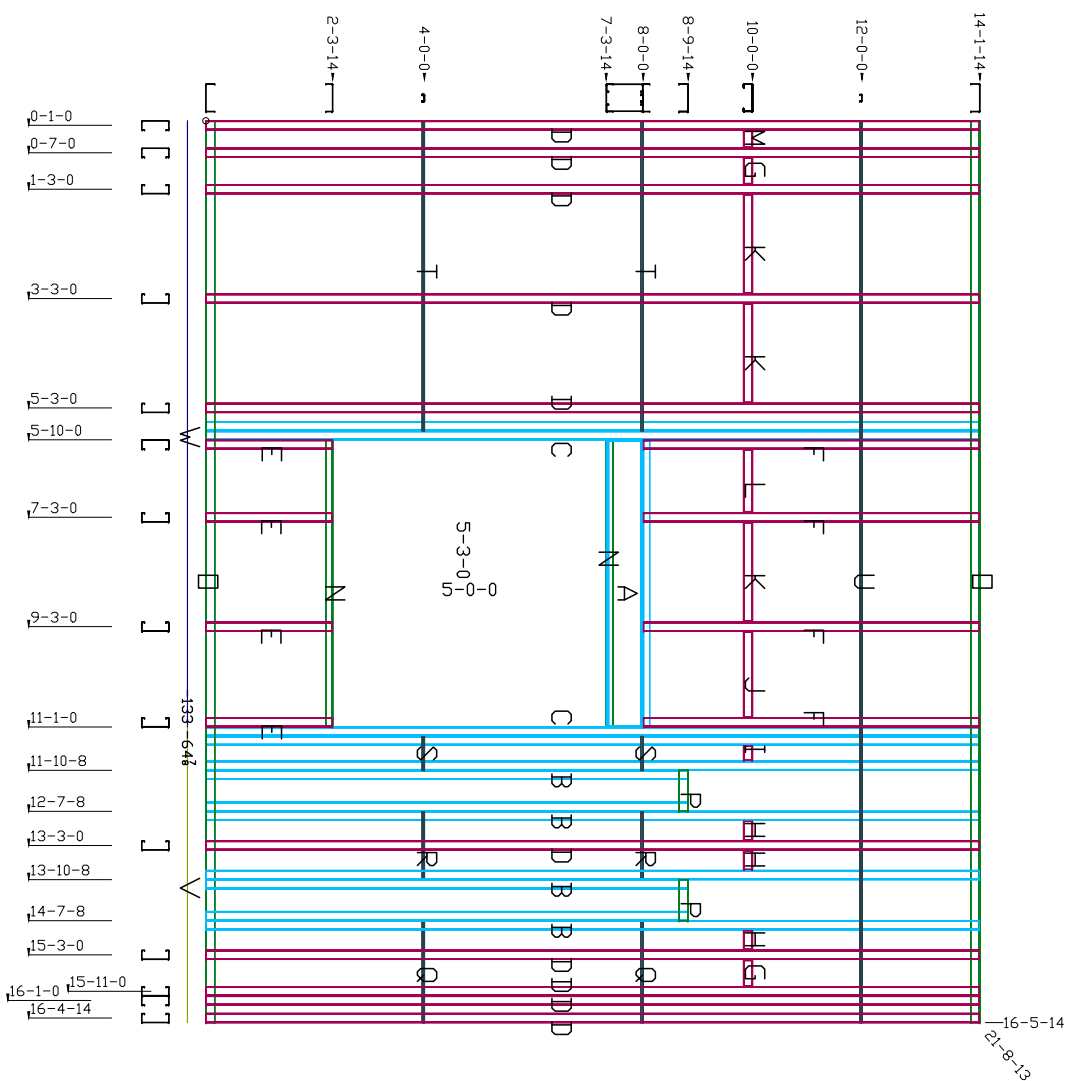 2-3-14
4-0-0
7-3-14
8-0-0
8-9-14
10-0-0
12-0-0
14-1-14
0-1-0
D
M
0-7-0
D
G
1-3-0
D
K
T
T
3-3-0
D
K
5-3-0
D
5-10-0
E
C
F
L
7-3-0
E
F
5-3-0
5-0-0
N
N
A
K
U
9-3-0
E
F
J
11-1-0
E
C
F
133
-64⅞
S
S
I
11-10-8
B
P
12-7-8
B
H
13-3-0
R
D
R
H
13-10-8
B
P
14-7-8
B
H
15-3-0
Q
D
Q
G
15-11-0
D
16-1-0
D
16-4-14
D
16-5-14
21-8-13